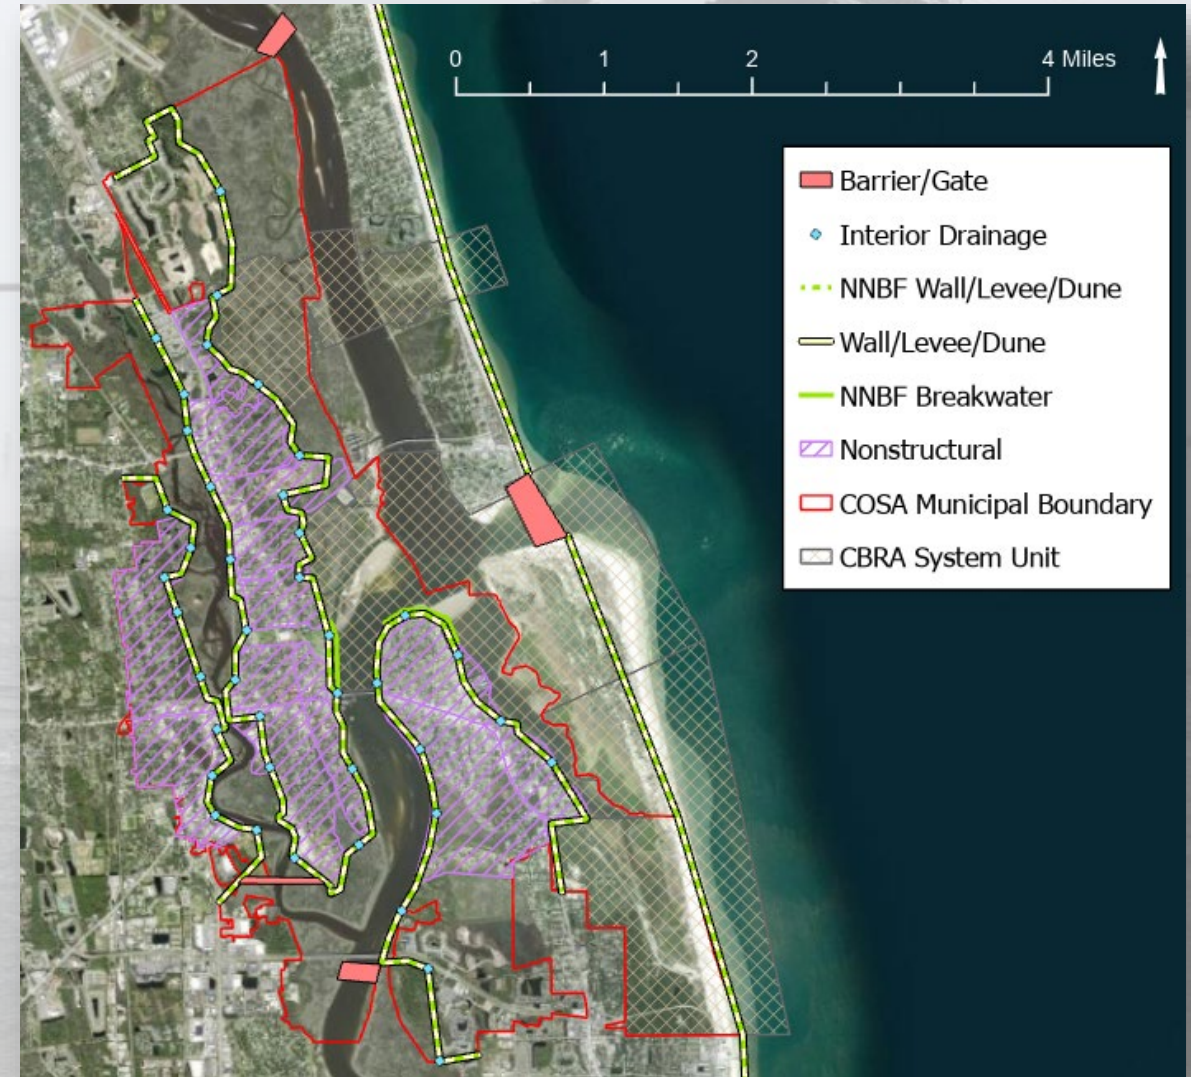 0 1 2 4 Miles
Barrier/Gate
Interior Drainage
NNBF Wall/Levee/Dune
Wall/Levee/Dune
NNBF Breakwater
Nonstructural
COSA Municipal Boundary
CBRA System Unit